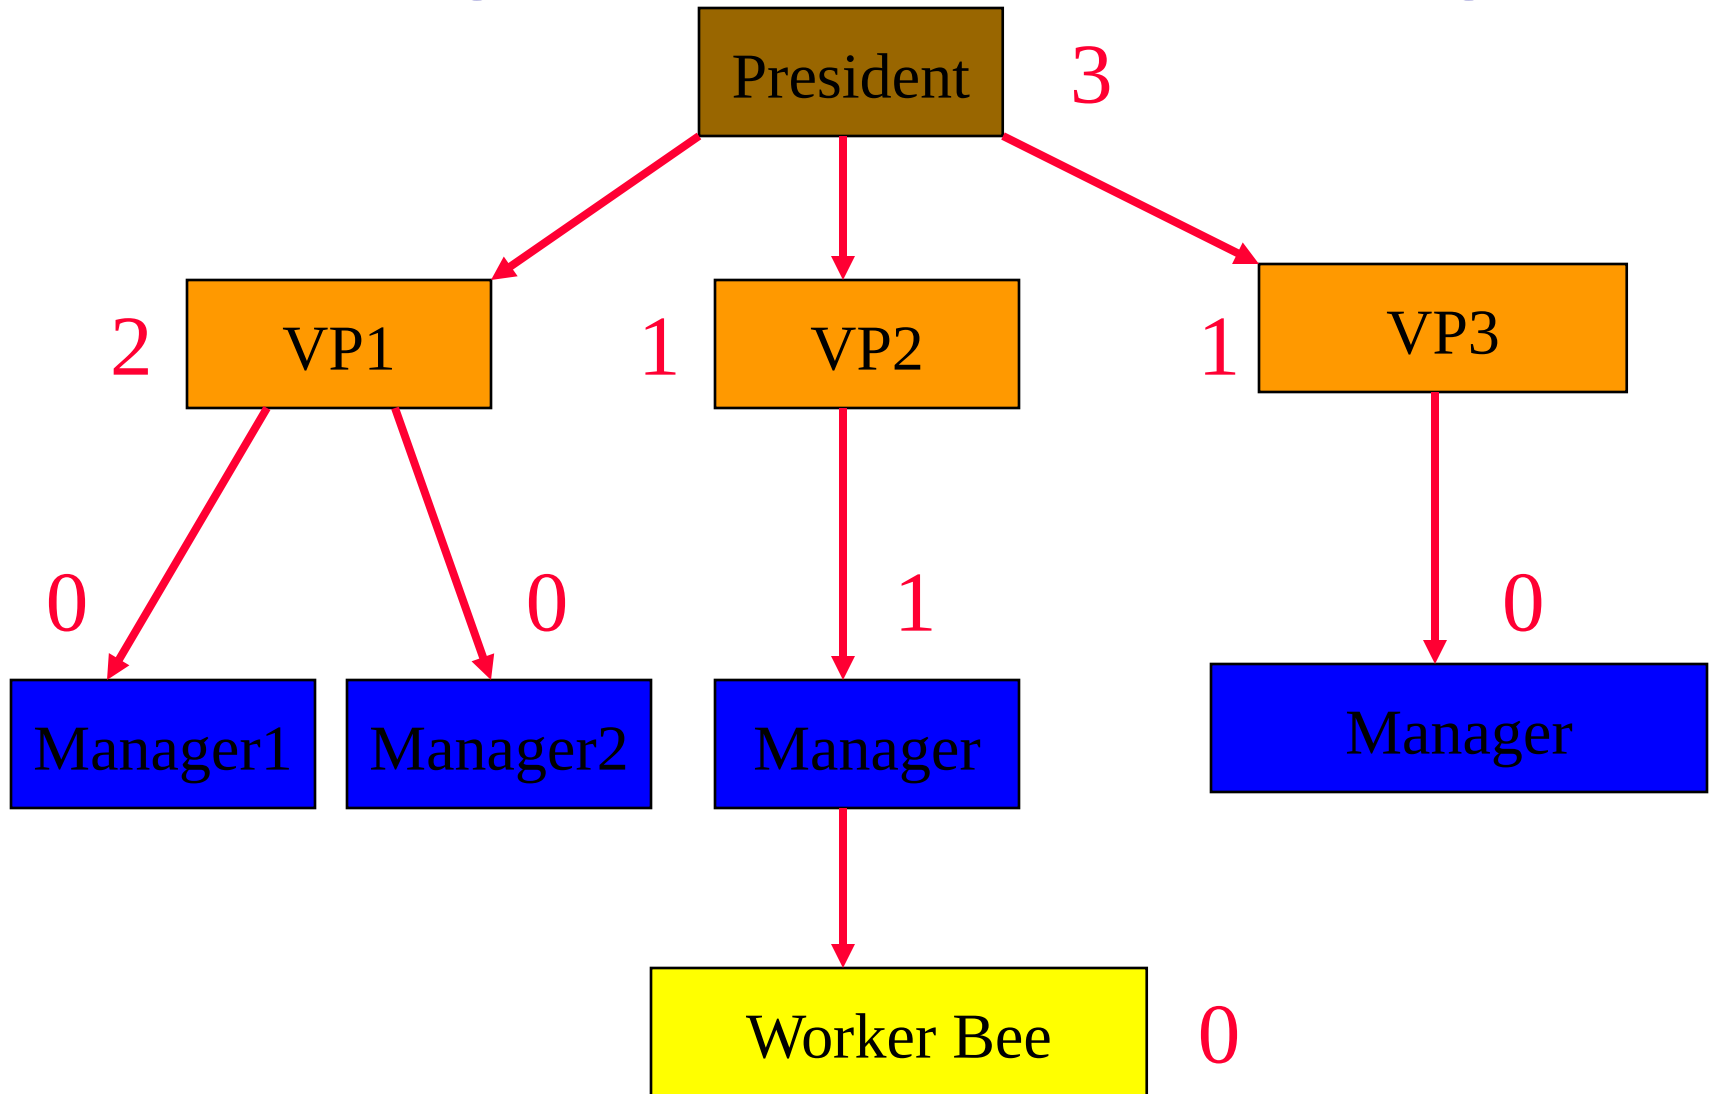 President 3
2 VP1 1 VP2 1 VP3
0 0 1 0
Manager1 Manager2 Manager Manager
Worker Bee 0